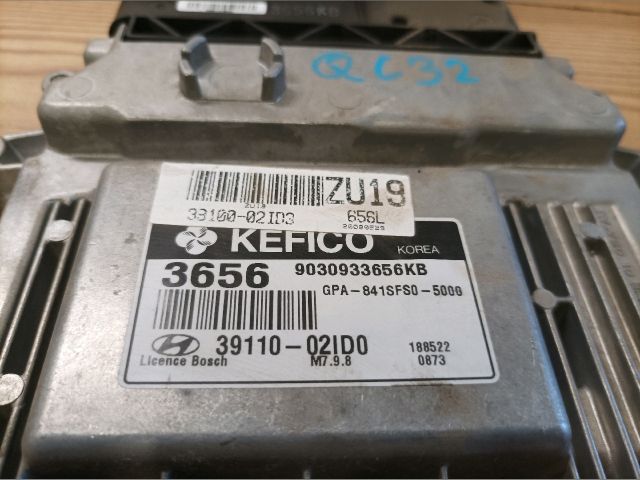 QC32
ZU19
ZU19
39100-02ID3 656L
KEFICO KOREA
3656 9030933656KB
GPA-841SFS0-5000
39110-02ID0 188522
Licence Bosch M7.9.8 0873